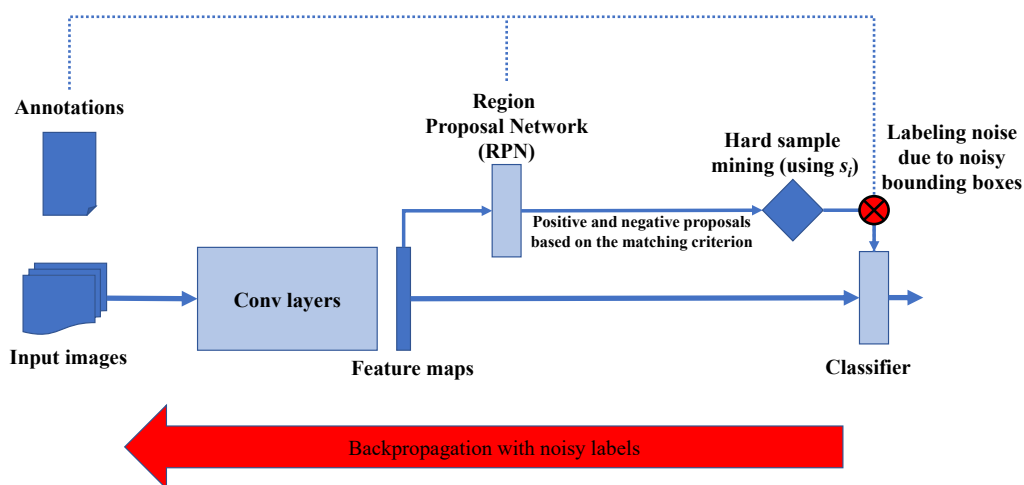 Annotations
Region
Proposal Network
(RPN)
Hard sample
mining (using s_i)
Labeling noise
due to noisy
bounding boxes
Positive and negative proposals
based on the matching criterion
Conv layers
Input images
Feature maps
Classifier
Backpropagation with noisy labels